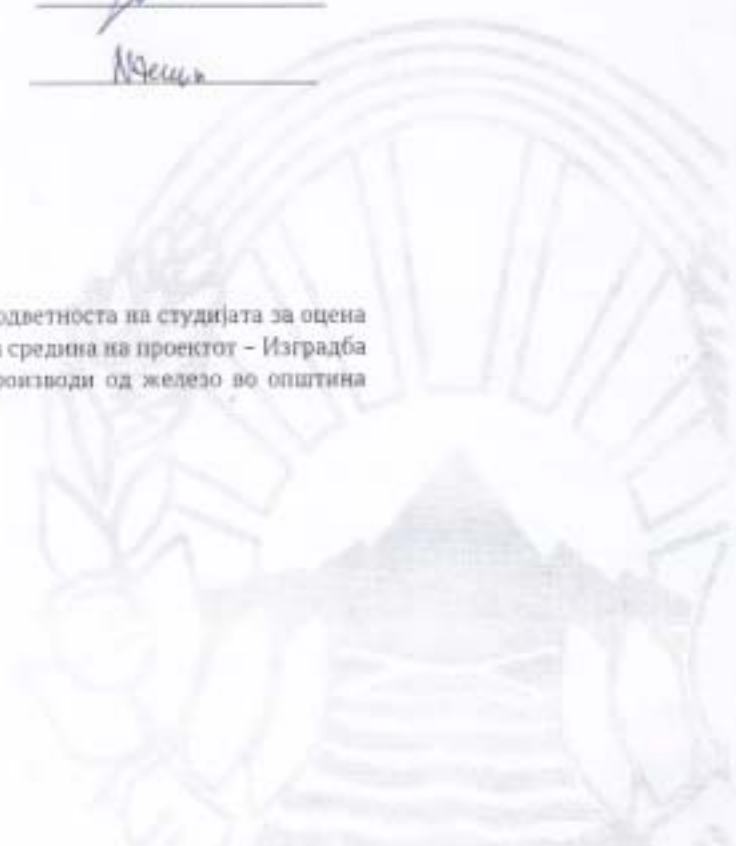 одветноста на студијата за оцена
средина на проектот – Изградба
роизводи од железо во општина